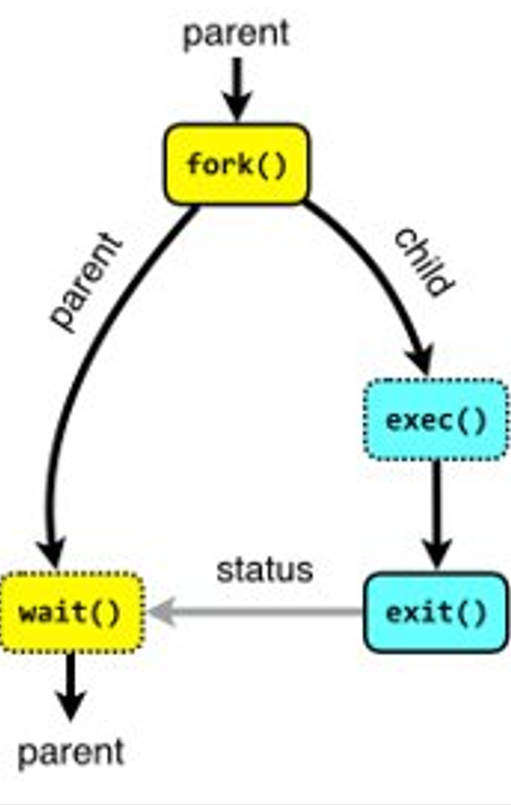 parent
fork()
parent
child
exec()
status
wait()
exit()
parent